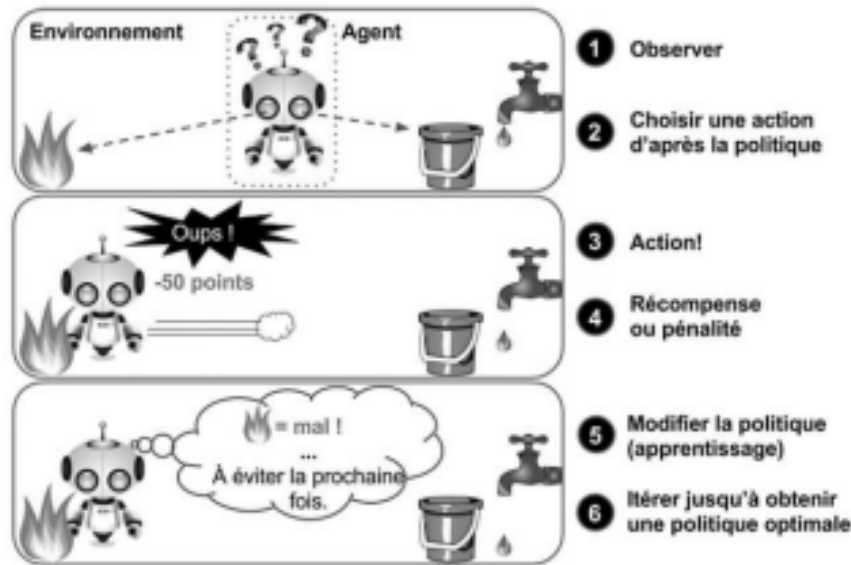 Environnement
Agent
? ? ?
1 Observer
2 Choisir une action
d'après la politique
Oups !
-50 points
3 Action!
4 Récompense
ou pénalité
= mal !
...
À éviter la prochaine
fois.
5 Modifier la politique
(apprentissage)
6 Itérer jusqu'à obtenir
une politique optimale